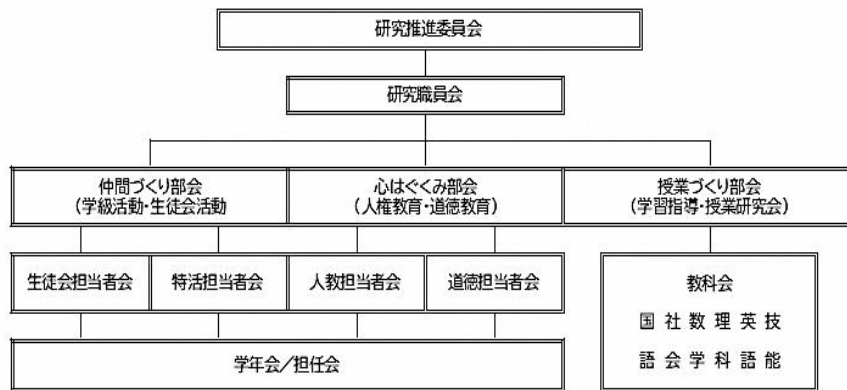 研究推進委員会
研究職員会
仲間づくり部会
(学級活動・生徒会活動
心はぐくみ部会
(人権教育・道徳教育)
授業づくり部会
(学習指導・授業研究会)
生徒会担当者会
特活担当者会
人教担当者会
道徳担当者会
教科会
国 社 数 理 英 技
語 会 学 科 語 能
学年会/担任会